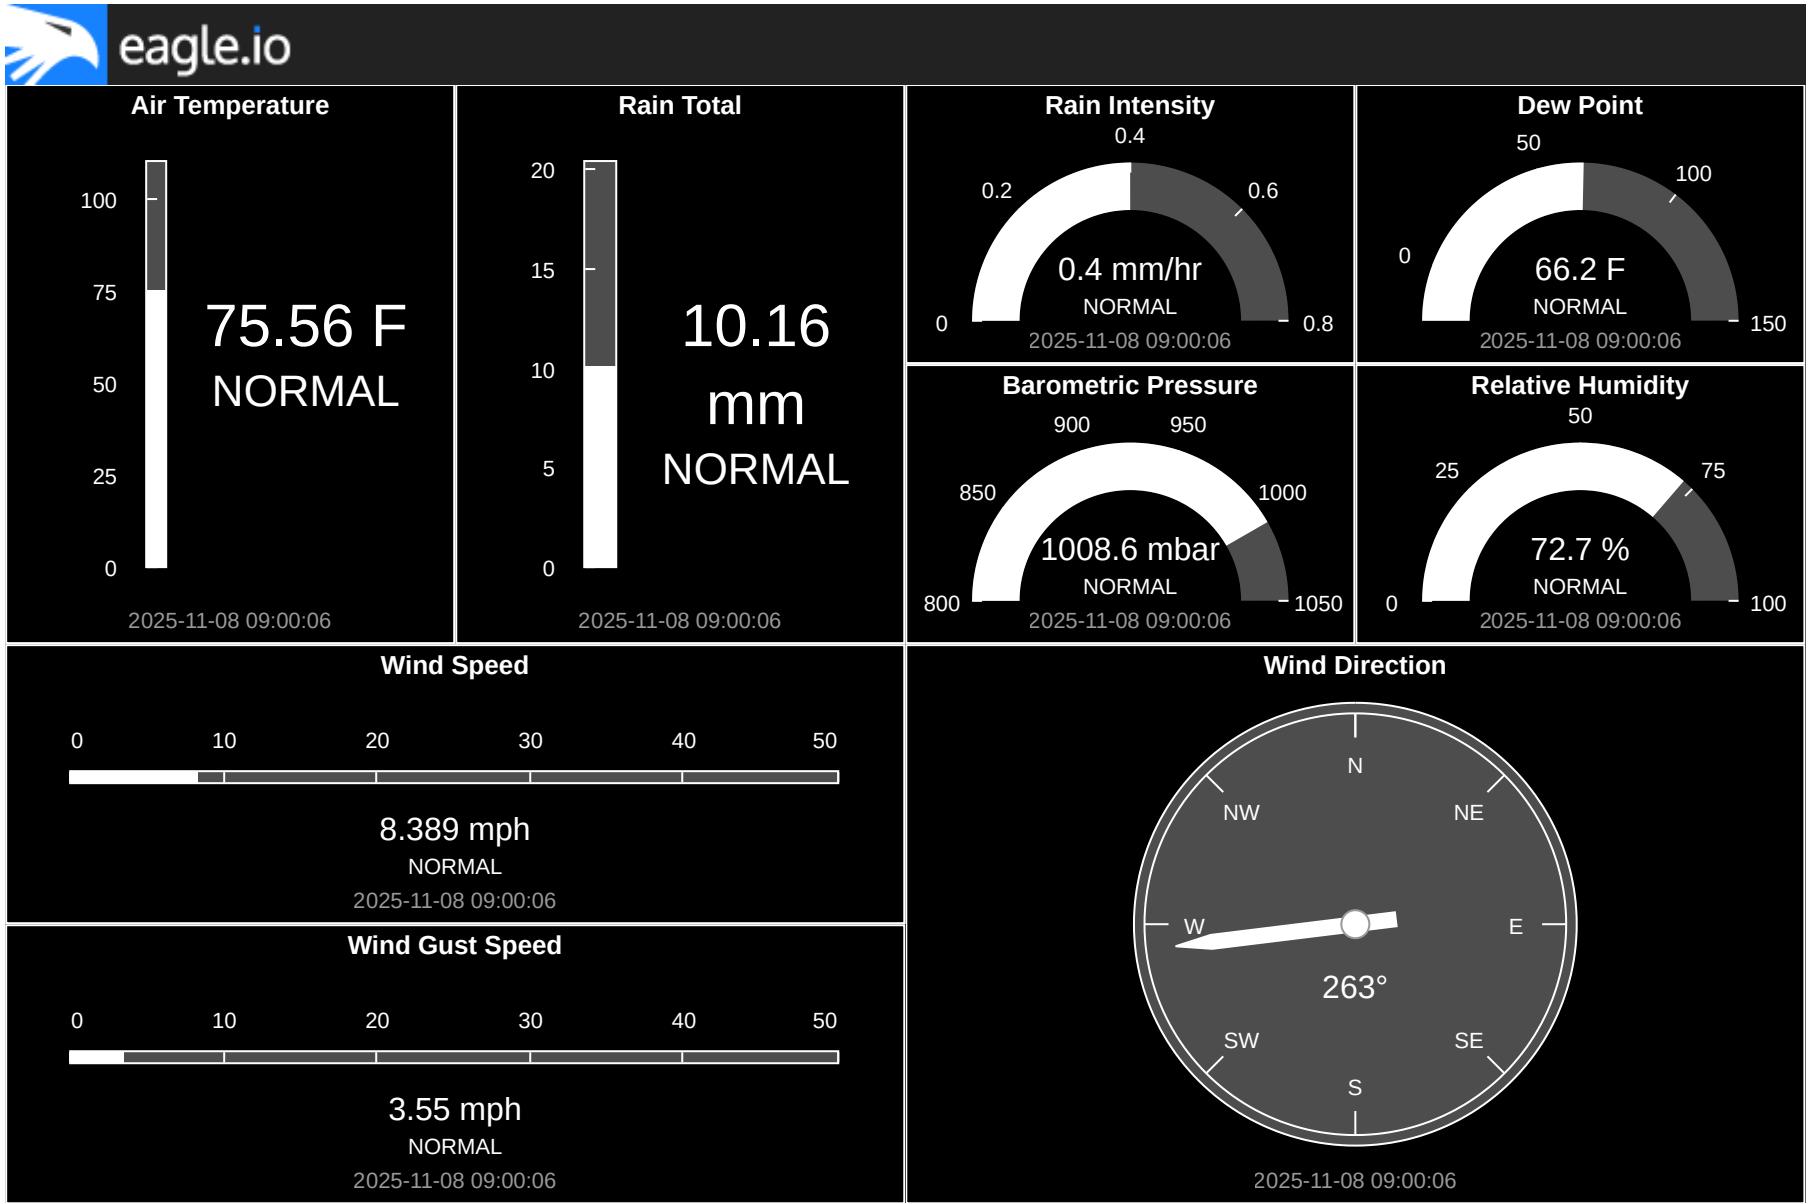 eagle.io
Air Temperature
100
75
50
25
0
75.56 F
NORMAL
2025-11-08 09:00:06
Rain Total
20
15
10
5
0
10.16
mm
NORMAL
2025-11-08 09:00:06
Rain Intensity
0.4
0.2
0.6
0
0.8
0.4 mm/hr
NORMAL
2025-11-08 09:00:06
Dew Point
50
100
0
150
66.2 F
NORMAL
2025-11-08 09:00:06
Barometric Pressure
900
950
850
1000
800
1050
1008.6 mbar
NORMAL
2025-11-08 09:00:06
Relative Humidity
50
25
75
0
100
72.7 %
NORMAL
2025-11-08 09:00:06
Wind Speed
0 10 20 30 40 50
8.389 mph
NORMAL
2025-11-08 09:00:06
Wind Gust Speed
0 10 20 30 40 50
3.55 mph
NORMAL
2025-11-08 09:00:06
Wind Direction
N
NW
NE
W
E
263°
SW
SE
S
2025-11-08 09:00:06